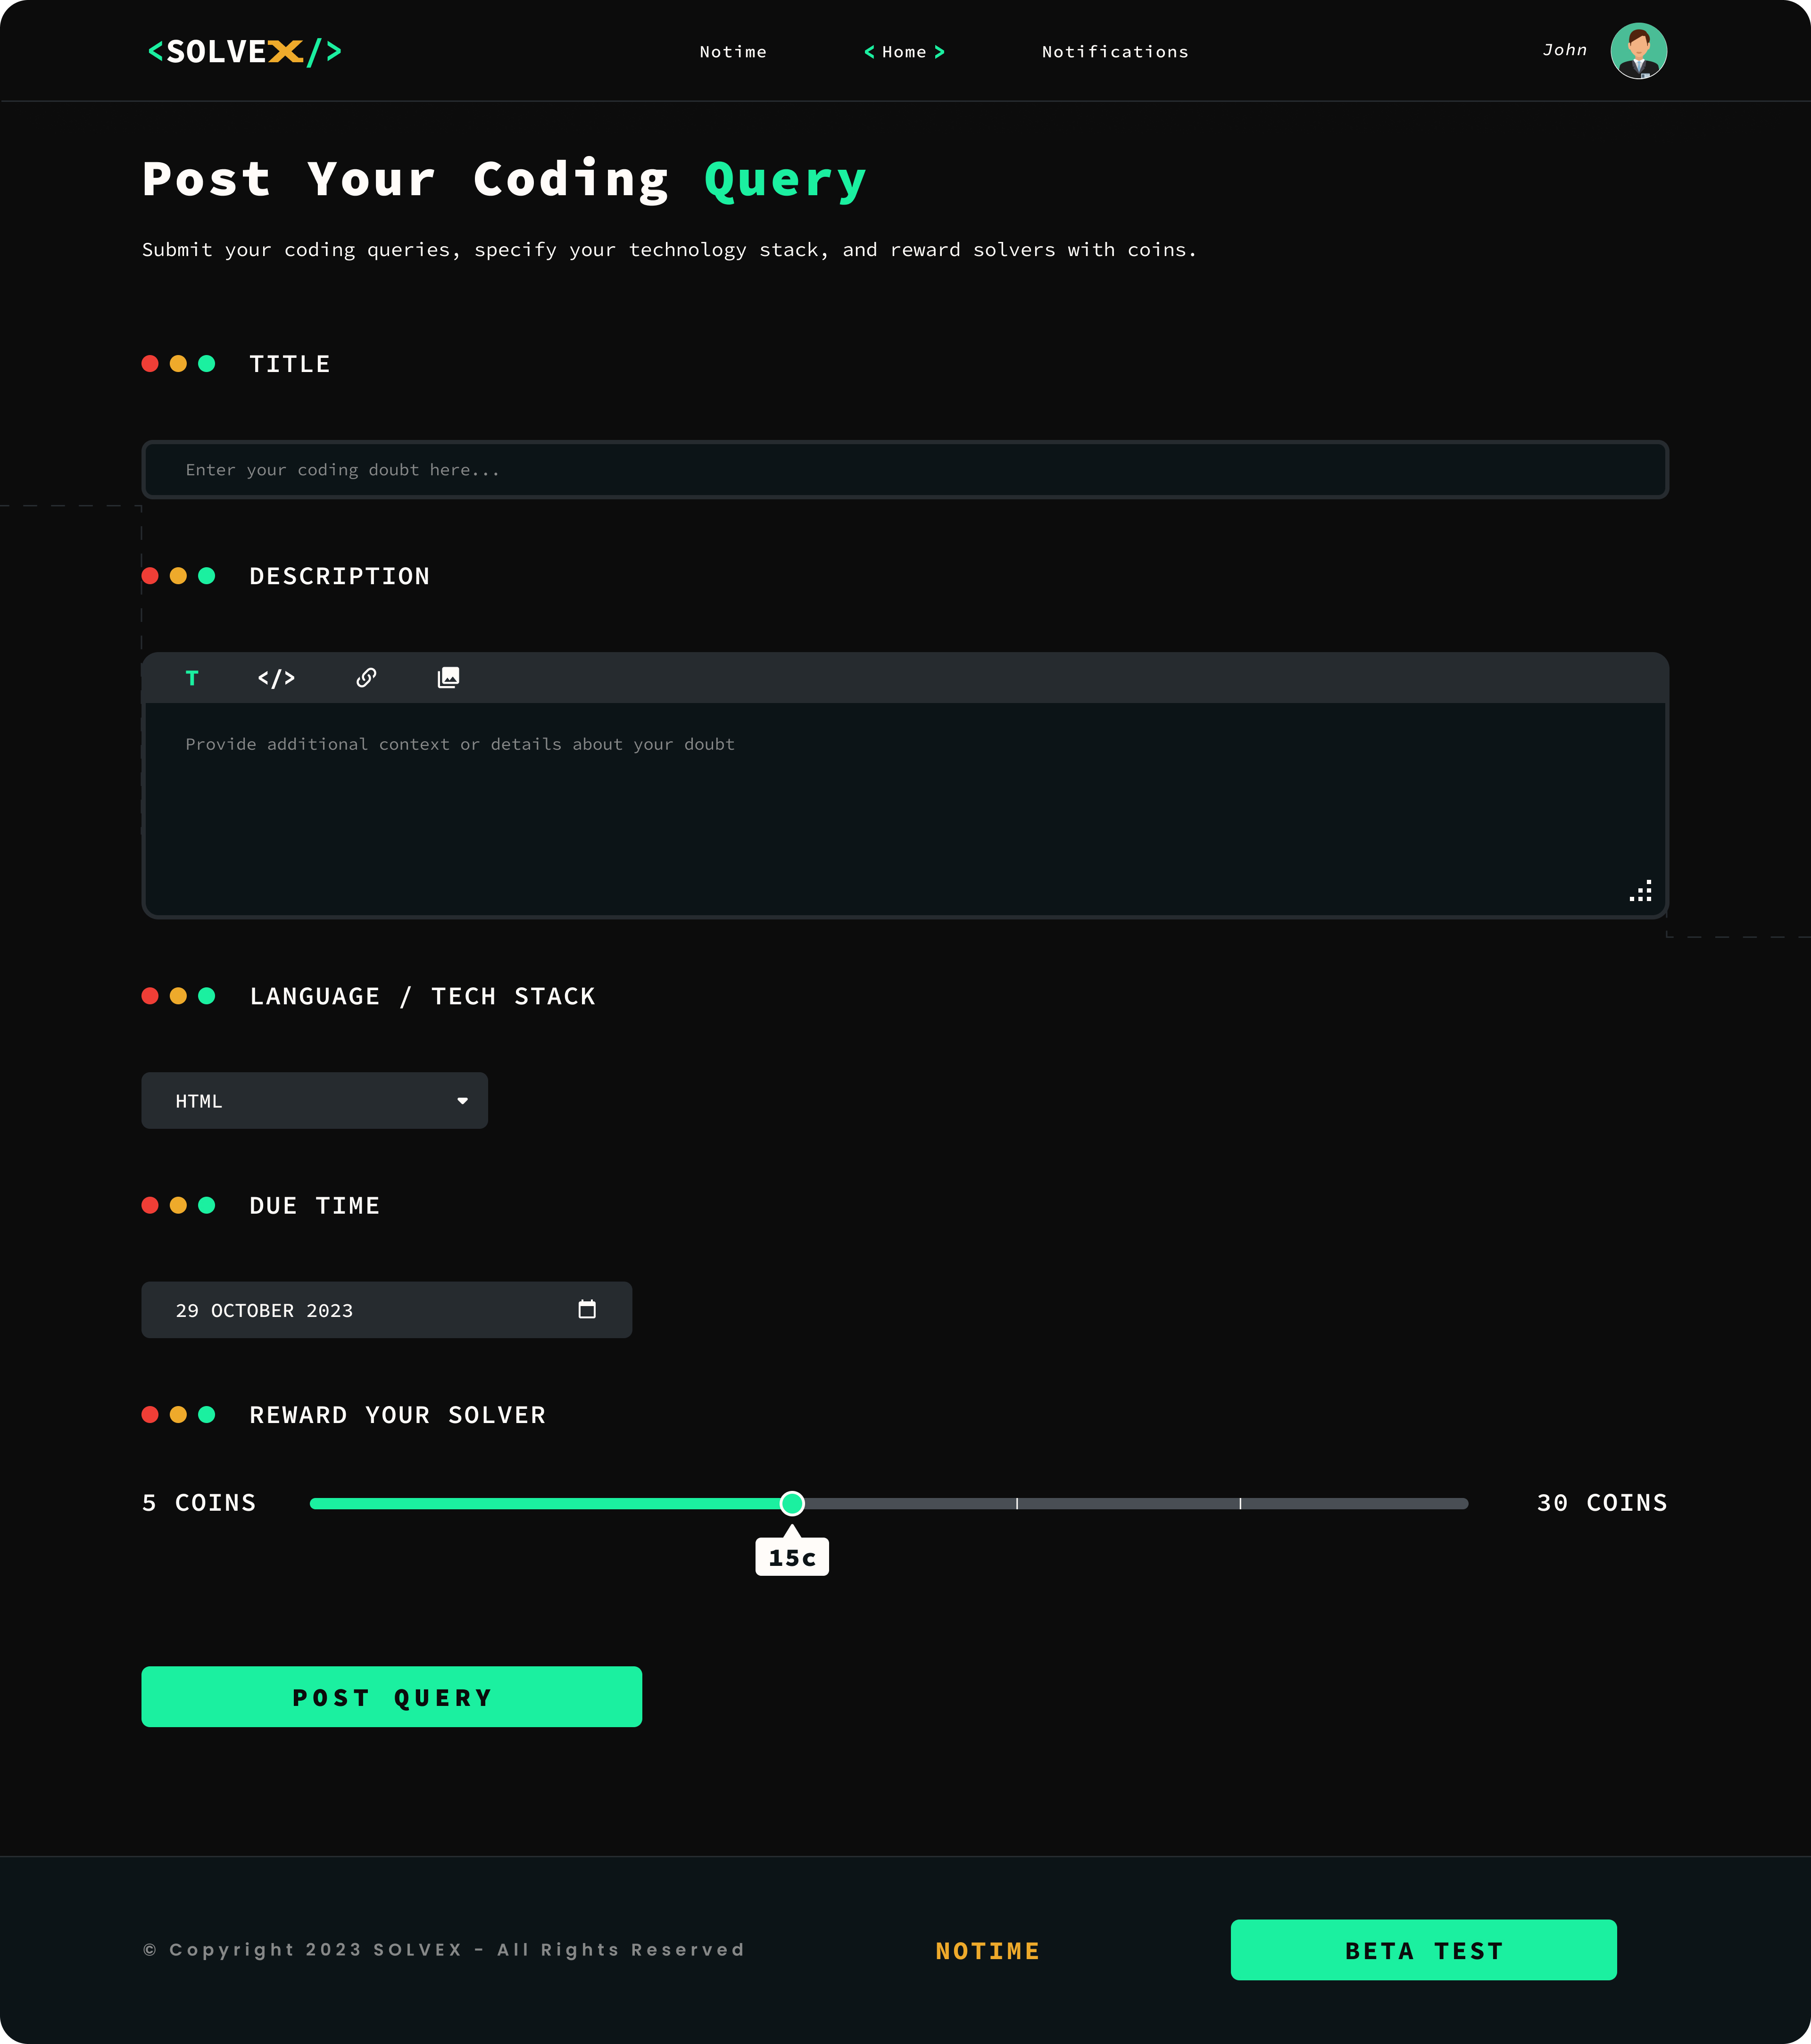 <SOLVEX/>
Notime
< Home >
Notifications
John
Post Your Coding Query
Submit your coding queries, specify your technology stack, and reward solvers with coins.
TITLE
Enter your coding doubt here...
DESCRIPTION
T </>
Provide additional context or details about your doubt
LANGUAGE / TECH STACK
HTML
DUE TIME
29 OCTOBER 2023
REWARD YOUR SOLVER
5 COINS
30 COINS
15c
POST QUERY
© Copyright 2023 SOLVEX - All Rights Reserved
NOTIME
BETA TEST